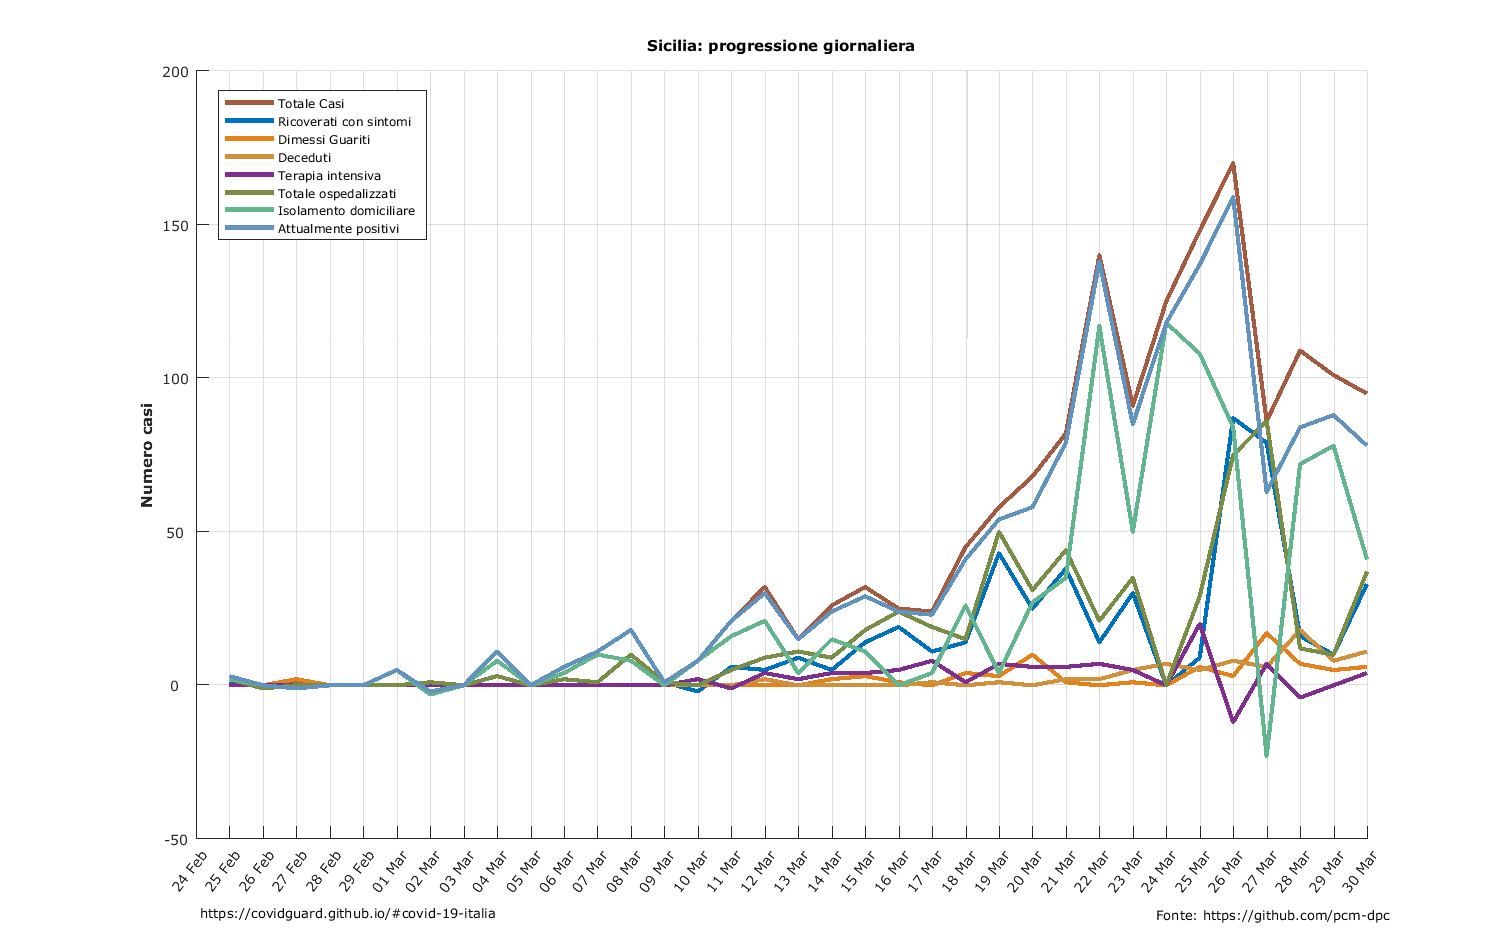 Sicilia: progressione giornaliera
200
150
100
50
0
-50
Numero casi
Totale Casi
Ricoverati con sintomi
Dimessi Guariti
Deceduti
Terapia intensiva
Totale ospedalizzati
Isolamento domiciliare
Attualmente positivi
24 Feb
25 Feb
26 Feb
27 Feb
28 Feb
29 Feb
01 Mar
02 Mar
03 Mar
04 Mar
05 Mar
06 Mar
07 Mar
08 Mar
09 Mar
10 Mar
11 Mar
12 Mar
13 Mar
14 Mar
15 Mar
16 Mar
17 Mar
18 Mar
19 Mar
20 Mar
21 Mar
22 Mar
23 Mar
24 Mar
25 Mar
26 Mar
27 Mar
28 Mar
29 Mar
30 Mar
https://covidguard.github.io/#covid-19-italia
Fonte: https://github.com/pcm-dpc